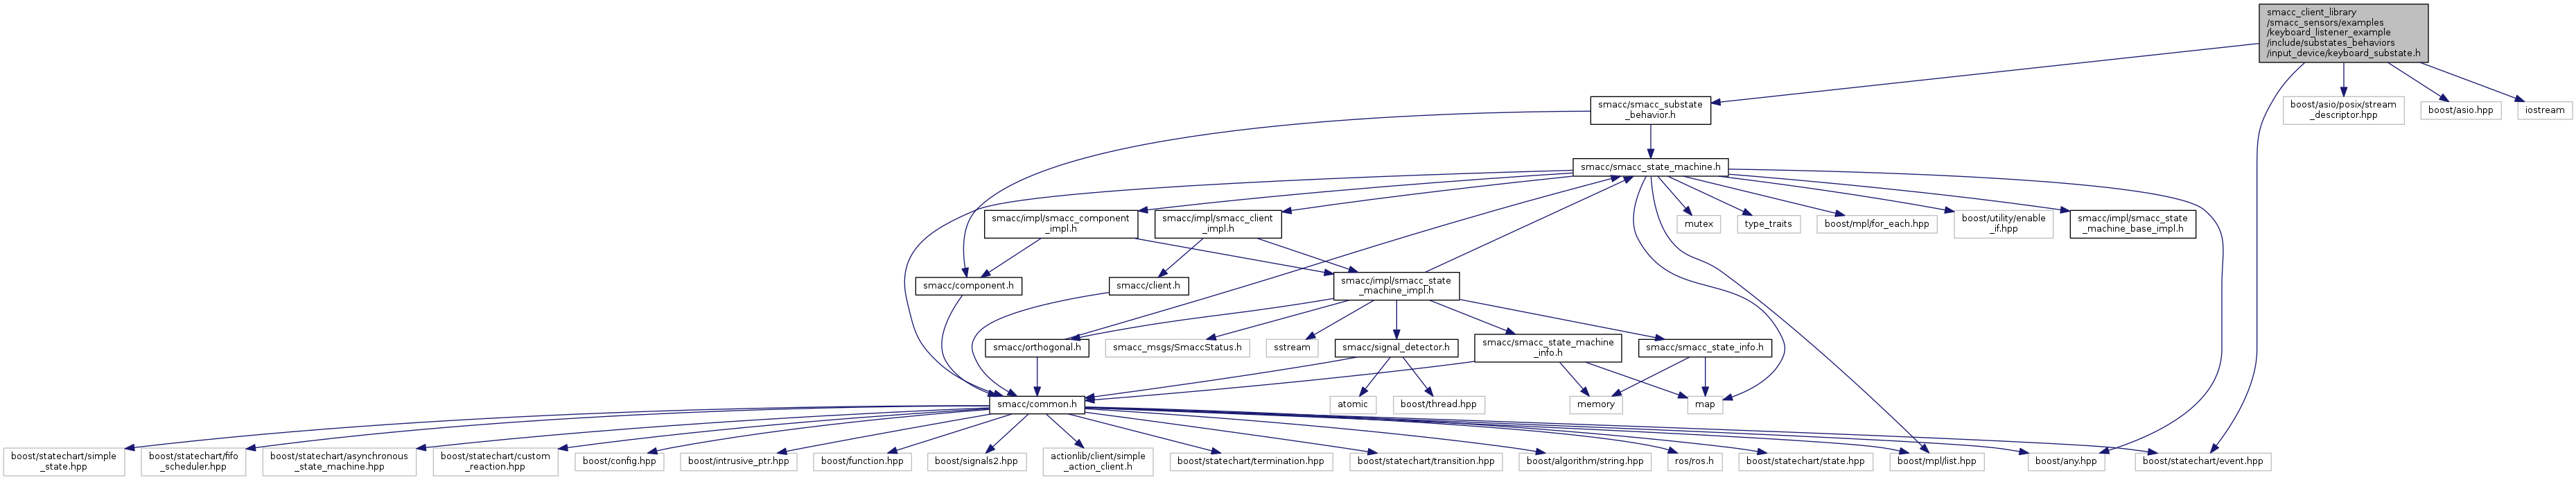 smacc_client_library
/smacc_sensors/examples
/keyboard_listener_example
/include/substates_behaviors
/input_device/keyboard_substate.h
smacc/smacc_substate
_behavior.h
boost/asio/posix/stream
_descriptor.hpp
boost/asio.hpp
iostream
smacc/smacc_state_machine.h
smacc/impl/smacc_component
_impl.h
smacc/impl/smacc_client
_impl.h
mutex
type_traits
boost/mpl/for_each.hpp
boost/utility/enable
_if.hpp
smacc/impl/smacc_state
_machine_base_impl.h
smacc/component.h
smacc/client.h
smacc/impl/smacc_state
_machine_impl.h
smacc/orthogonal.h
smacc_msgs/SmaccStatus.h
sstream
smacc/signal_detector.h
smacc/smacc_state_machine
_info.h
smacc/smacc_state_info.h
smacc/common.h
atomic
boost/thread.hpp
memory
map
boost/statechart/simple
_state.hpp
boost/statechart/fifo
_scheduler.hpp
boost/statechart/asynchronous
_state_machine.hpp
boost/statechart/custom
_reaction.hpp
boost/config.hpp
boost/intrusive_ptr.hpp
boost/function.hpp
boost/signals2.hpp
actionlib/client/simple
_action_client.h
boost/statechart/termination.hpp
boost/statechart/transition.hpp
boost/algorithm/string.hpp
ros/ros.h
boost/statechart/state.hpp
boost/mpl/list.hpp
boost/any.hpp
boost/statechart/event.hpp